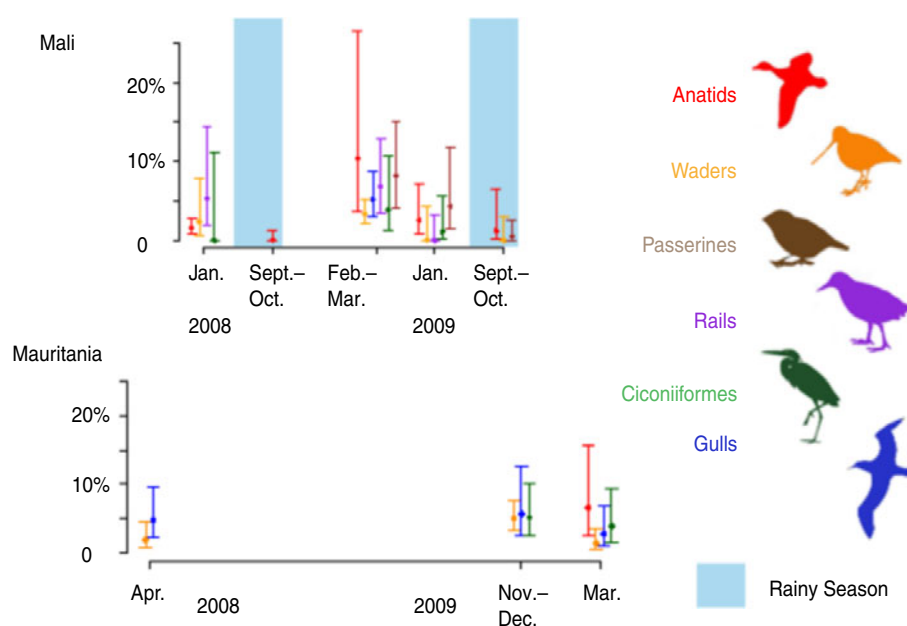 Mali
20%
10%
0
Jan.
Sept.–
Oct.
Feb.–
Mar.
Jan.
Sept.–
Oct.
2008
2009
Mauritania
20%
10%
0
Apr.
2008
2009
Nov.–
Dec.
Mar.
Anatids
Waders
Passerines
Rails
Ciconiiformes
Gulls
Rainy Season